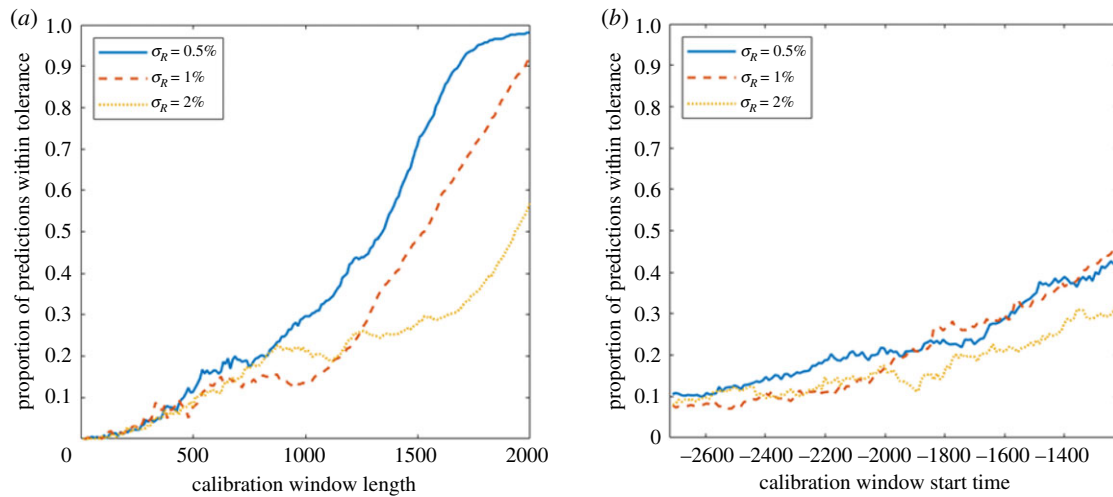 (a)
1.0
0.9
0.8
0.7
0.6
0.5
0.4
0.3
0.2
0.1
0
500
1000
1500
2000
proportion of predictions within tolerance
calibration window length
σR = 0.5%
σR = 1%
σR = 2%
(b)
1.0
0.9
0.8
0.7
0.6
0.5
0.4
0.3
0.2
0.1
0
–2600 –2400 –2200 –2000 –1800 –1600 –1400
proportion of predictions within tolerance
calibration window start time
σR = 0.5%
σR = 1%
σR = 2%